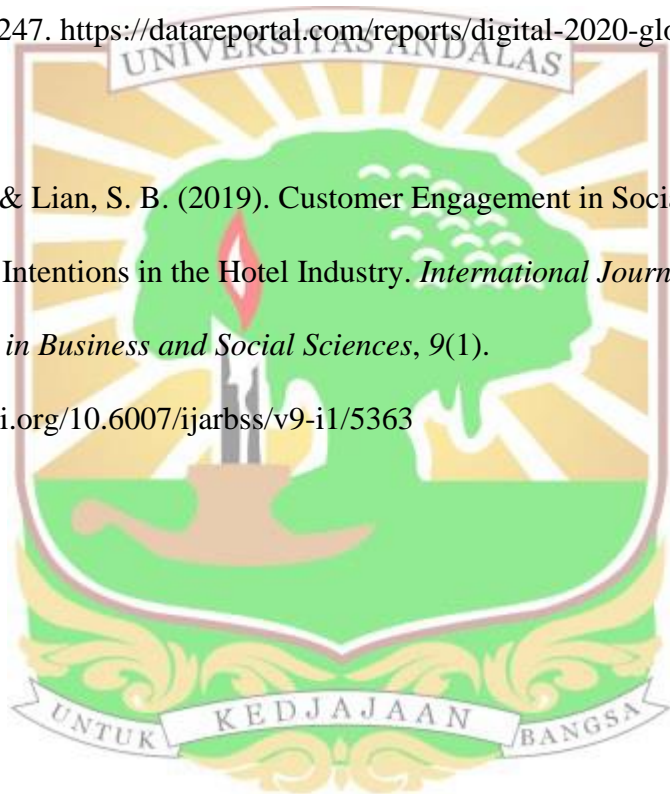 247. https://datareportal.com/reports/digital-2020-glo
UNIVERSITAS ANDALAS
& Lian, S. B. (2019). Customer Engagement in Socia
Intentions in the Hotel Industry. International Journ
in Business and Social Sciences, 9(1).
i.org/10.6007/ijarbss/v9-i1/5363
UNTUK KEDJAJAAN BANGSA